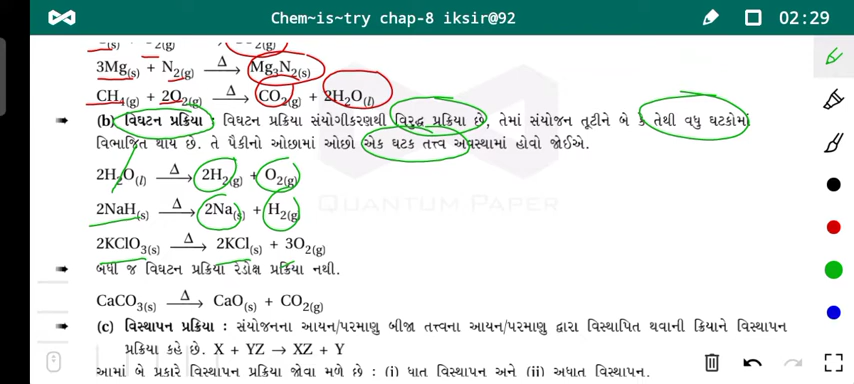 Chem~is~try chap-8 iksir@92
02:29
(s) + 2(g) 2(g)
3Mg(s) + N2(g) Δ→ Mg3N2(s)
CH4(g) + 2O2(g) Δ→ CO2(g) + 2H2O(l)
➠ (b) વિઘટન પ્રક્રિયા : વિઘટન પ્રક્રિયા સંયોગીકરણથી વિરુદ્ધ પ્રક્રિયા છે, તેમાં સંયોજન તૂટીને બે કે તેથી વધુ ઘટકોમાં
વિભાજિત થાય છે. તે પૈકીનો ઓછામાં ઓછો એક ઘટક તત્ત્વ અવસ્થામાં હોવો જોઈએ.
2H2O(l) Δ→ 2H2(g) + O2(g)
2NaH(s) Δ→ 2Na(s) + H2(g)
QUANTUM PAPER
2KClO3(s) Δ→ 2KCl(s) + 3O2(g)
➠ બધી જ વિઘટન પ્રક્રિયા રેડોક્ષ પ્રક્રિયા નથી.
CaCO3(s) Δ→ CaO(s) + CO2(g)
➠ (c) વિસ્થાપન પ્રક્રિયા : સંયોજનના આયન/પરમાણુ બીજા તત્ત્વના આયન/પરમાણુ દ્વારા વિસ્થાપિત થવાની ક્રિયાને વિસ્થાપન
પ્રક્રિયા કહે છે. X + YZ → XZ + Y
આમાં બે પ્રકારે વિસ્થાપન પ્રક્રિયા જોવા મળે છે : (i) ધાતુ વિસ્થાપન અને (ii) અધાતુ વિસ્થાપન.